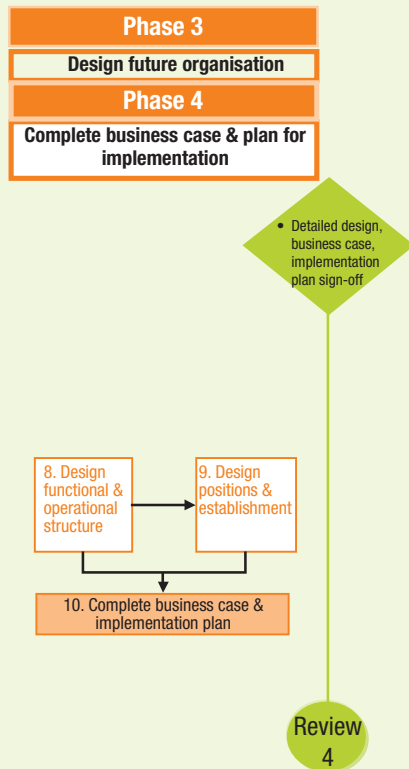 Phase 3
Design future organisation
Phase 4
Complete business case & plan for
implementation
• Detailed design,
business case,
implementation
plan sign-off
8. Design
functional &
operational
structure
9. Design
positions &
establishment
10. Complete business case &
implementation plan
Review
4